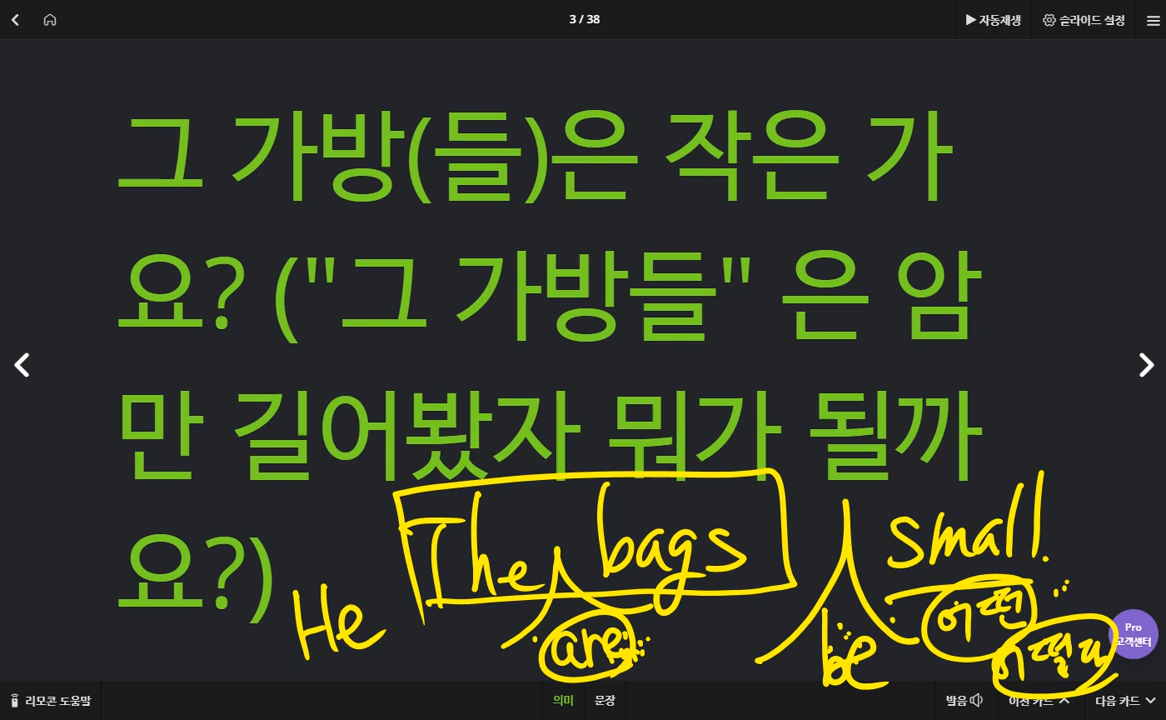 3 / 38
자동재생
슬라이드 설정
그 가방(들)은 작은 가
요? ("그 가방들" 은 암
만 길어봤자 뭐가 될까
요?)
The bags
small.
He
are
be
어떤
Pro
고객센터
리모콘 도움말
의미
문장
발음
이전 카드
다음 카드